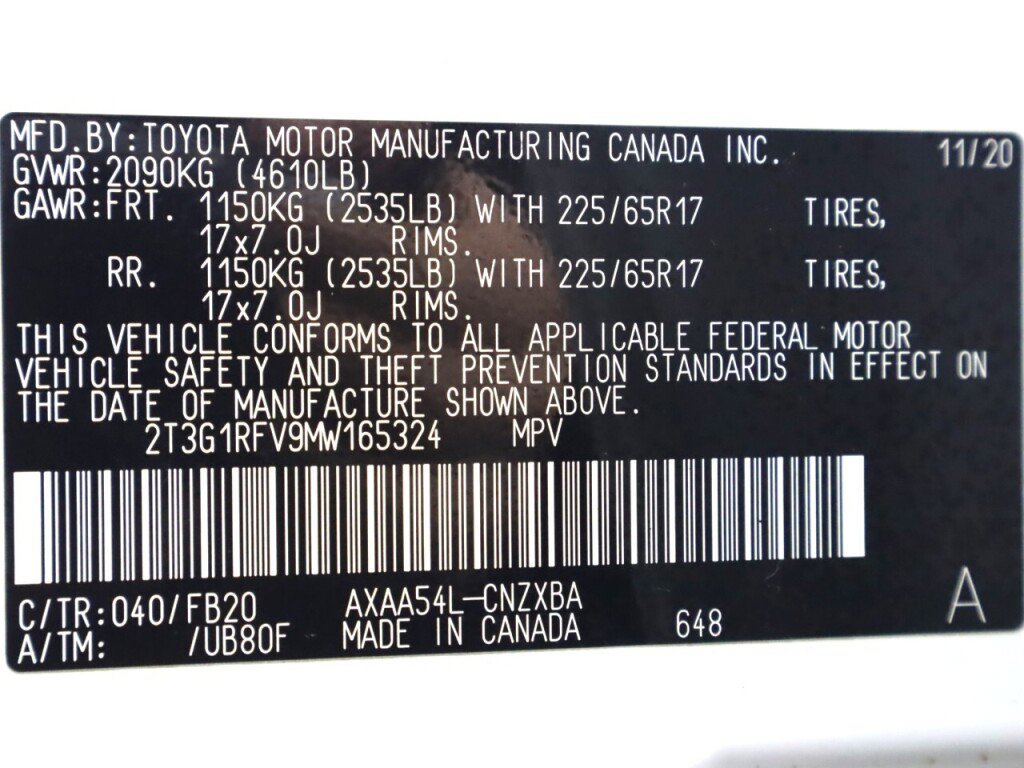 MFD.BY:TOYOTA MOTOR MANUFACTURING CANADA INC. 11/20
GVWR:2090KG (4610LB)
GAWR:FRT. 1150KG (2535LB) WITH 225/65R17 TIRES,
17x7.0J RIMS.
RR. 1150KG (2535LB) WITH 225/65R17 TIRES,
17x7.0J RIMS.
THIS VEHICLE CONFORMS TO ALL APPLICABLE FEDERAL MOTOR
VEHICLE SAFETY AND THEFT PREVENTION STANDARDS IN EFFECT ON
THE DATE OF MANUFACTURE SHOWN ABOVE.
2T3G1RFV9MW165324 MPV
C/TR:040/FB20 AXAA54L-CNZXBA
A/TM: /UB80F MADE IN CANADA 648 A